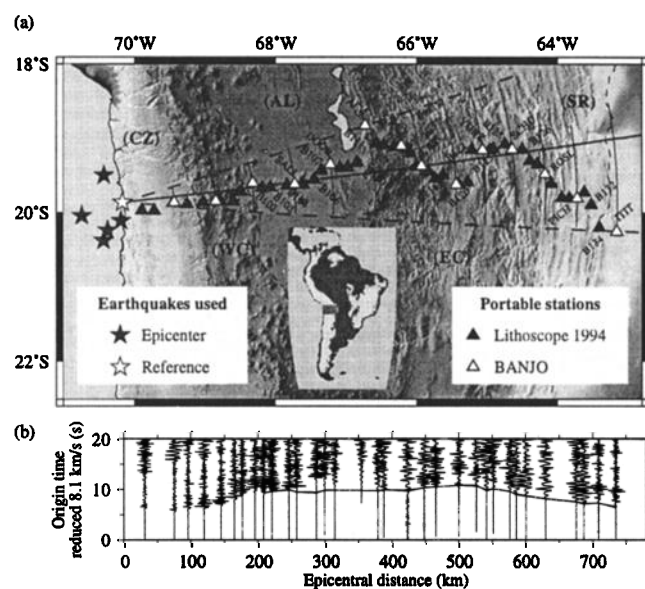 (a)
70°W 68°W 66°W 64°W
18°S
(AL)
(SR)
(CZ)
20°S
(WC)
(EC)
TTT
Earthquakes used
Epicenter
Reference
Portable stations
Lithoscope 1994
BANJO
22°S
(b)
20
10
0
Origin time
reduced 8.1 km/s (s)
0 100 200 300 400 500 600 700
Epicentral distance (km)